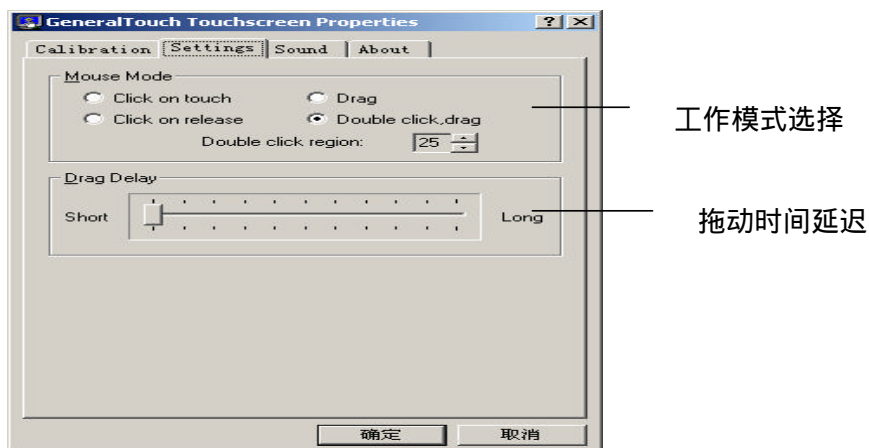 GeneralTouch Touchscreen Properties
Calibration Settings Sound About
Mouse Mode
Click on touch Drag
Click on release Double click,drag
工作模式选择
Double click region: 25
Drag Delay
Short Long
拖动时间延迟
确定 取消